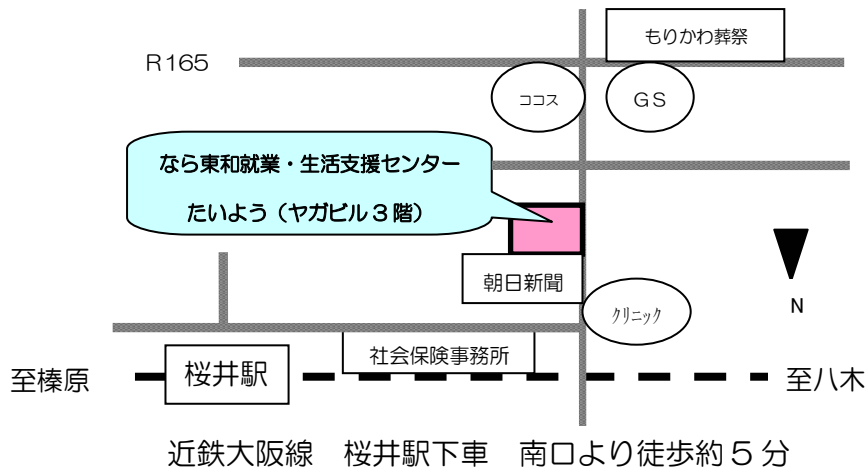 もりかわ葬祭
R165
ココス
GS
なら東和就業・生活支援センター
たいよう（ヤガビル3階）
朝日新聞
クリニック
N
社会保険事務所
至榛原
桜井駅
至八木
近鉄大阪線　桜井駅下車　南口より徒歩約5分